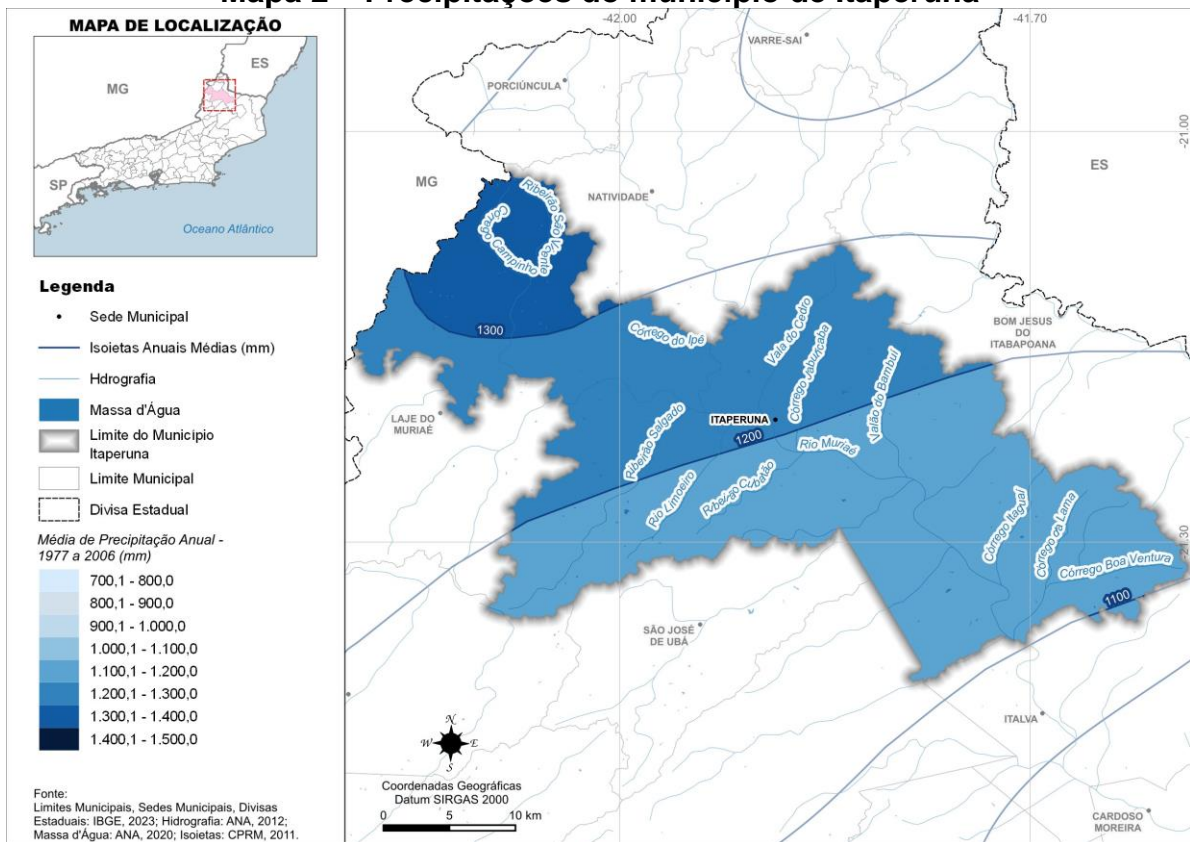 Mapa 2 – Precipitações do município de Itaperuna
MAPA DE LOCALIZAÇÃO
MG
ES
SP
Oceano Atlântico
Legenda
Sede Municipal
Isoietas Anuais Médias (mm)
Hdrografia
Massa d'Água
Limite do Município
Itaperuna
Limite Municipal
Divisa Estadual
Média de Precipitação Anual -
1977 a 2006 (mm)
700,1 - 800,0
800,1 - 900,0
900,1 - 1.000,0
1.000,1 - 1.100,0
1.100,1 - 1.200,0
1.200,1 - 1.300,0
1.300,1 - 1.400,0
1.400,1 - 1.500,0
Fonte:
Limites Municipais, Sedes Municipais, Divisas
Estaduais: IBGE, 2023; Hidrografia: ANA, 2012;
Massa d'Água: ANA, 2020; Isoietas: CPRM, 2011.
-42.00
-41.70
VARRE-SAI
PORCIÚNCULA
-21.00
MG
ES
NATIVIDADE
Ribeirão São Vicente
Córrego Campinho
1300
Córrego do Ipê
Vala do Cedro
Córrego Jabuticaba
Valão do Bambuí
BOM JESUS
DO
ITABAPOANA
LAJE DO
MURIAÉ
ITAPERUNA
1200
Ribeirão Salgado
Rio Muriaé
Rio Limoeiro
Ribeirão Cubatão
Córrego Itaguaí
Córrego da Lama
Córrego Boa Ventura
-21.30
1100
SÃO JOSÉ
DE UBÁ
ITALVA
CARDOSO
MOREIRA
N
W
E
S
Coordenadas Geográficas
Datum SIRGAS 2000
0 5 10 km